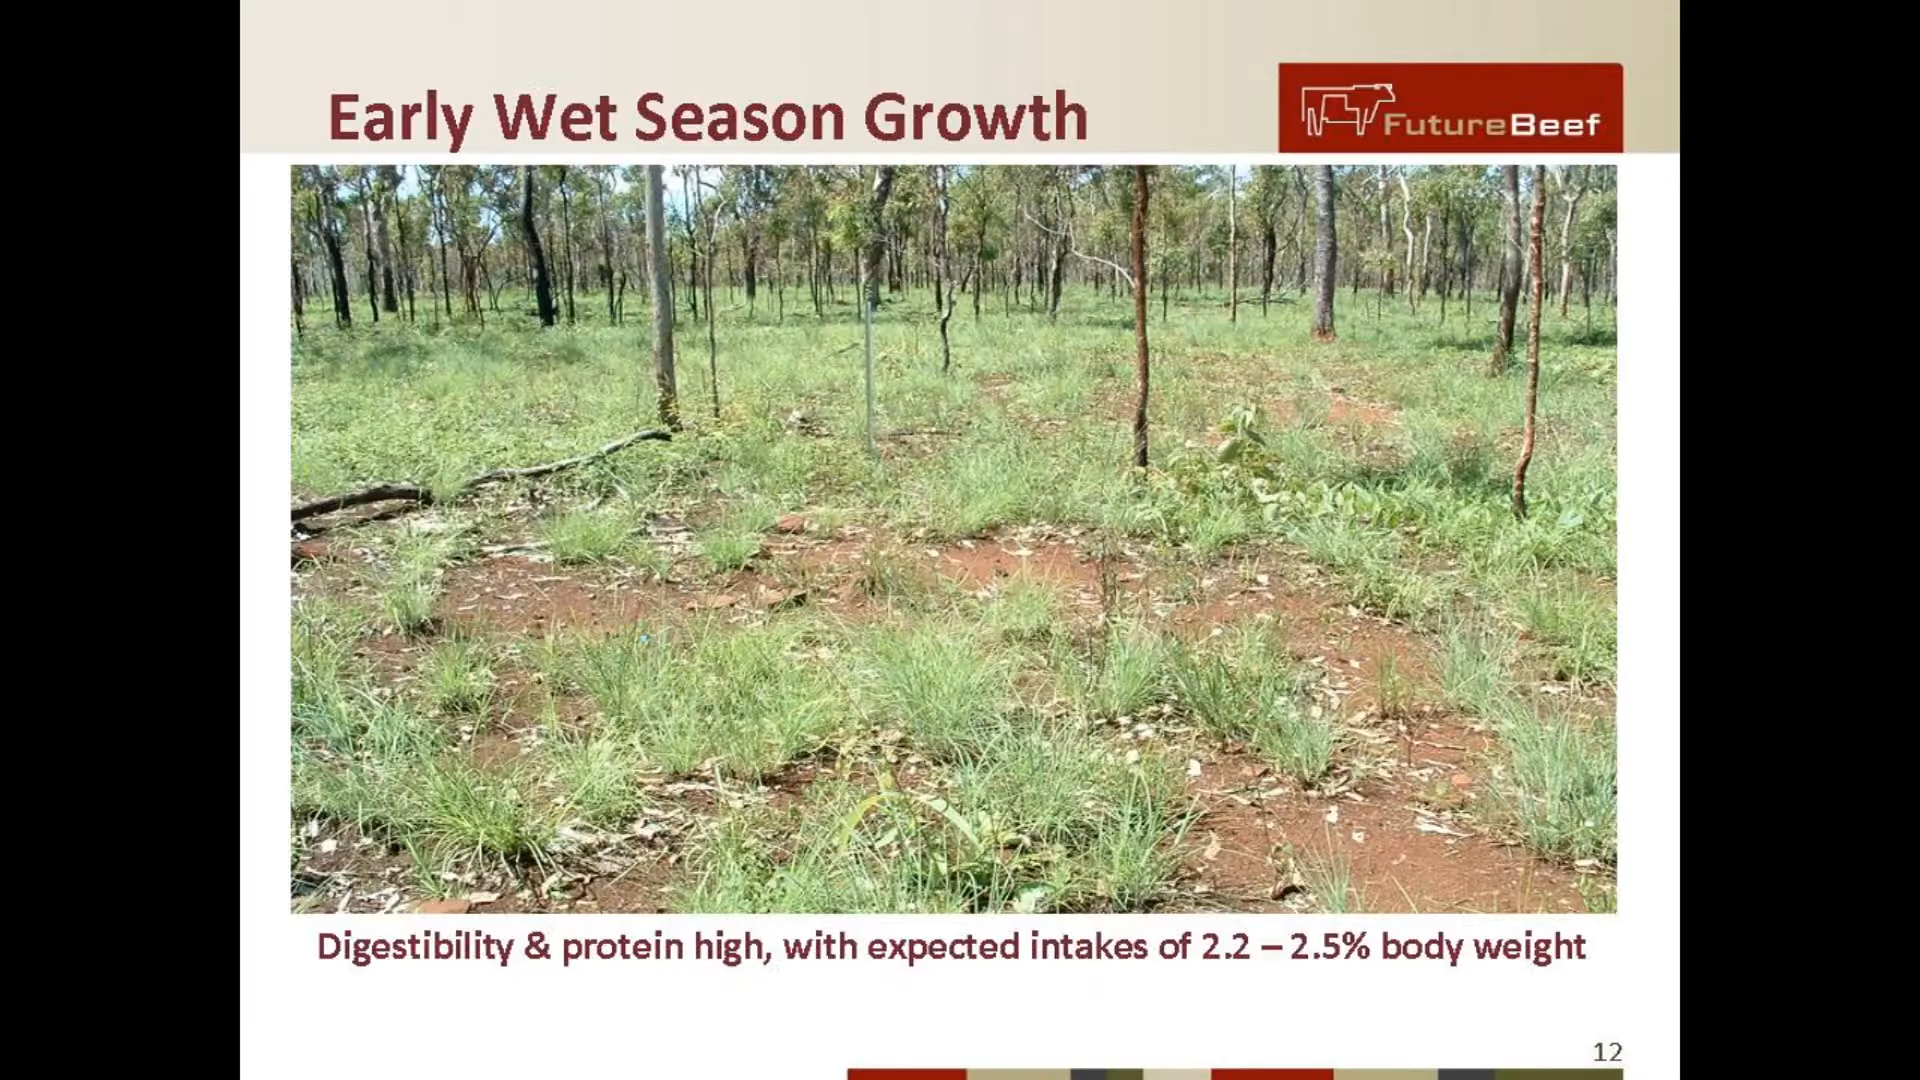 Early Wet Season Growth
FutureBeef
Digestibility & protein high, with expected intakes of 2.2 – 2.5% body weight
12